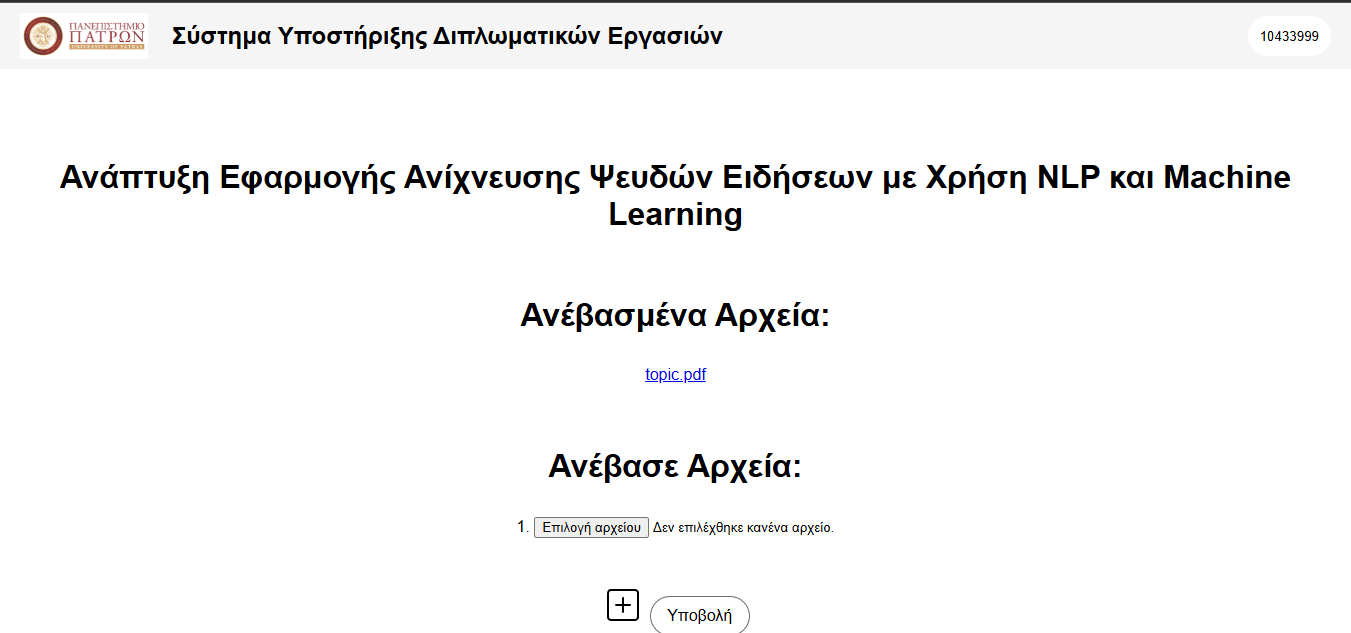 ΠΑΝΕΠΙΣΤΗΜΙΟ
ΠΑΤΡΩΝ
UNIVERSITY OF PATRAS
Σύστημα Υποστήριξης Διπλωματικών Εργασιών
10433999
Ανάπτυξη Εφαρμογής Ανίχνευσης Ψευδών Ειδήσεων με Χρήση NLP και Machine
Learning
Ανέβασμένα Αρχεία:
topic.pdf
Ανέβασε Αρχεία:
1. Επιλογή αρχείου Δεν επιλέχθηκε κανένα αρχείο.
Υποβολή